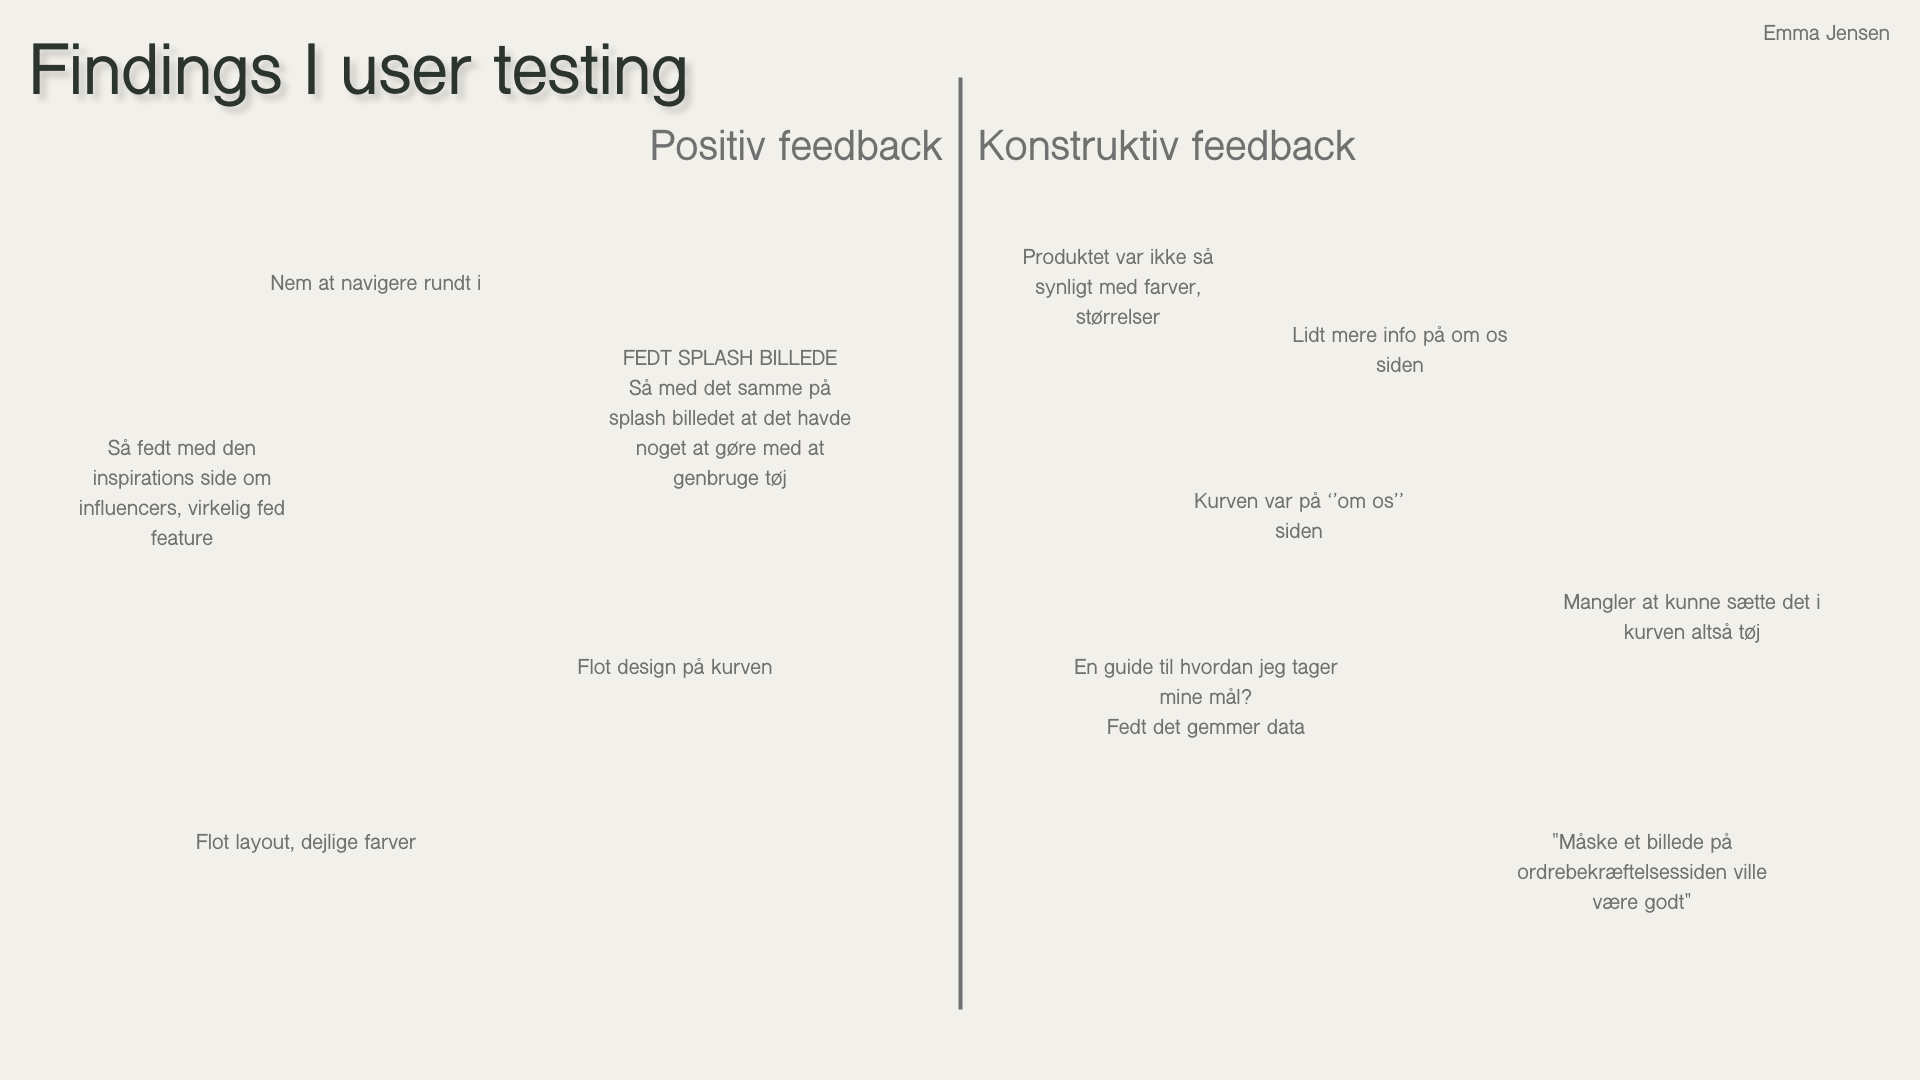 Findings I user testing
Emma Jensen
Positiv feedback
Nem at navigere rundt i
FEDT SPLASH BILLEDE
Så med det samme på
splash billedet at det havde
noget at gøre med at
genbruge tøj
Så fedt med den
inspirations side om
influencers, virkelig fed
feature
Flot design på kurven
Flot layout, dejlige farver
Konstruktiv feedback
Produktet var ikke så
synligt med farver,
størrelser
Lidt mere info på om os
siden
Kurven var på ‘’om os’’
siden
Mangler at kunne sætte det i
kurven altså tøj
En guide til hvordan jeg tager
mine mål?
Fedt det gemmer data
"Måske et billede på
ordrebekræftelsessiden ville
være godt"